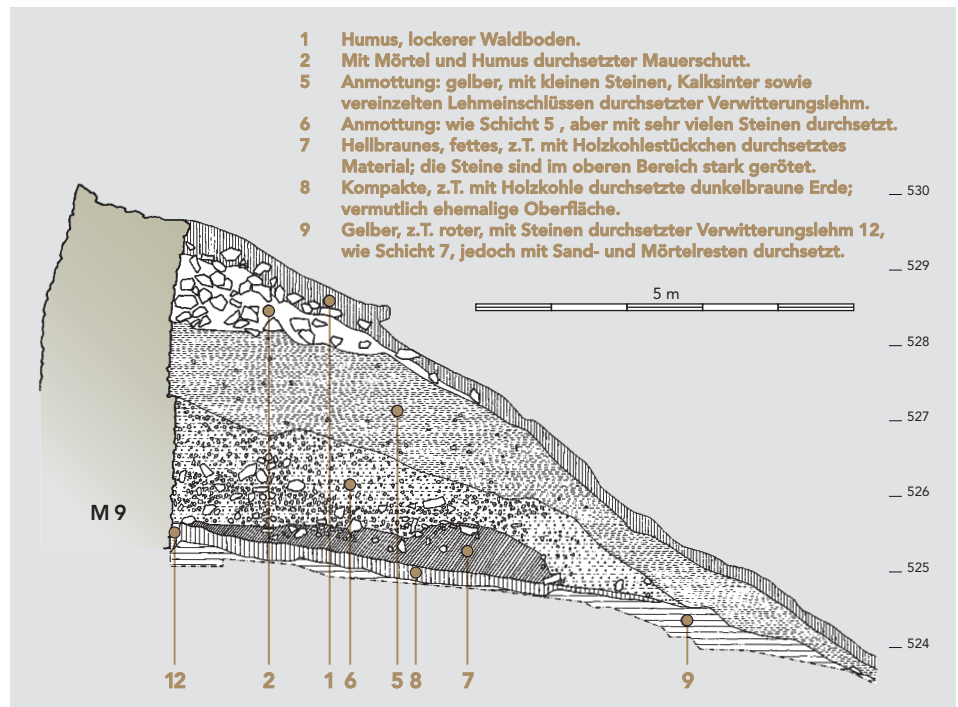 1 Humus, lockerer Waldboden.
2 Mit Mörtel und Humus durchsetzter Mauerschutt.
5 Anmottung: gelber, mit kleinen Steinen, Kalksinter sowie
vereinzelten Lehmeinschlüssen durchsetzter Verwitterungslehm.
6 Anmottung: wie Schicht 5 , aber mit sehr vielen Steinen durchsetzt.
7 Hellbraunes, fettes, z.T. mit Holzkohlestückchen durchsetztes
Material; die Steine sind im oberen Bereich stark gerötet.
8 Kompakte, z.T. mit Holzkohle durchsetzte dunkelbraune Erde;
vermutlich ehemalige Oberfläche.
9 Gelber, z.T. roter, mit Steinen durchsetzter Verwitterungslehm 12,
wie Schicht 7, jedoch mit Sand- und Mörtelresten durchsetzt.
530
529
5 m
528
527
526
M 9
525
524
12 2 1 6 5 8 7 9